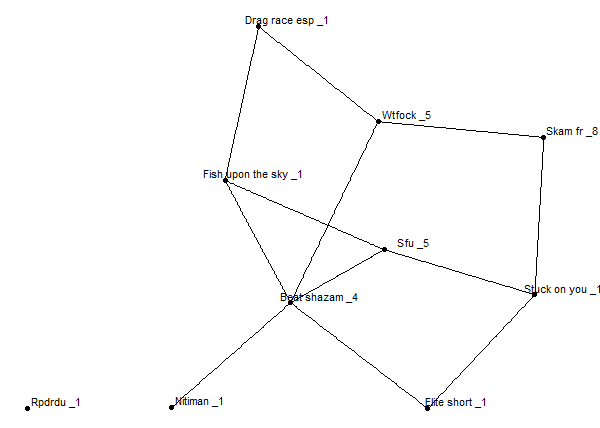 Drag race esp _1
Wtfock _5
Skam fr _8
Fish upon the sky _1
Sfu _5
Stuck on you _1
Beat shazam _4
Rpdrdu _1
Nitiman _1
Elite short _1